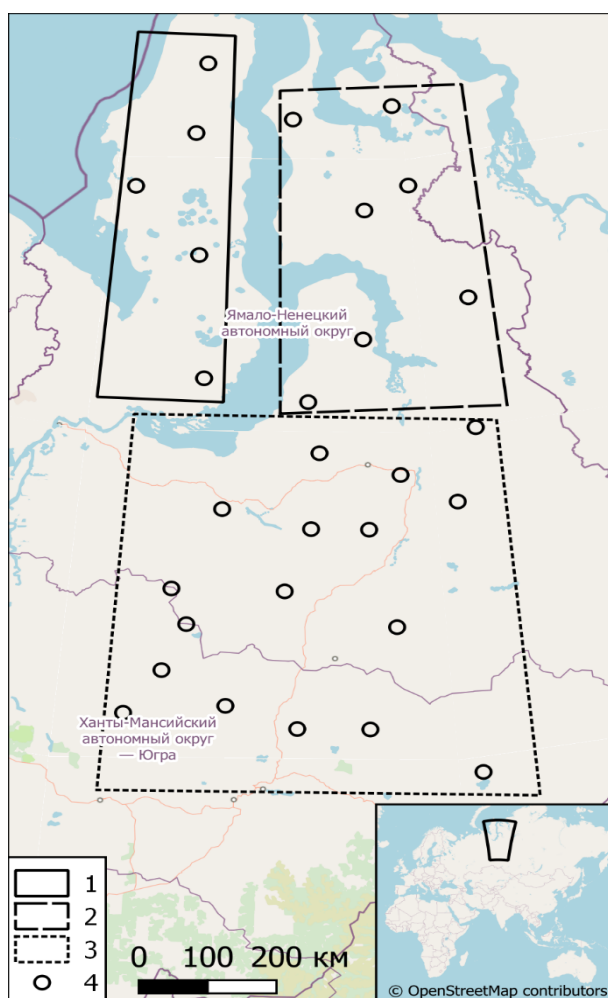 Ямало-Ненецкий
автономный округ
Ханты-Мансийский
автономный округ
— Югра
1
2
3
4
0 100 200 км
© OpenStreetMap contributors